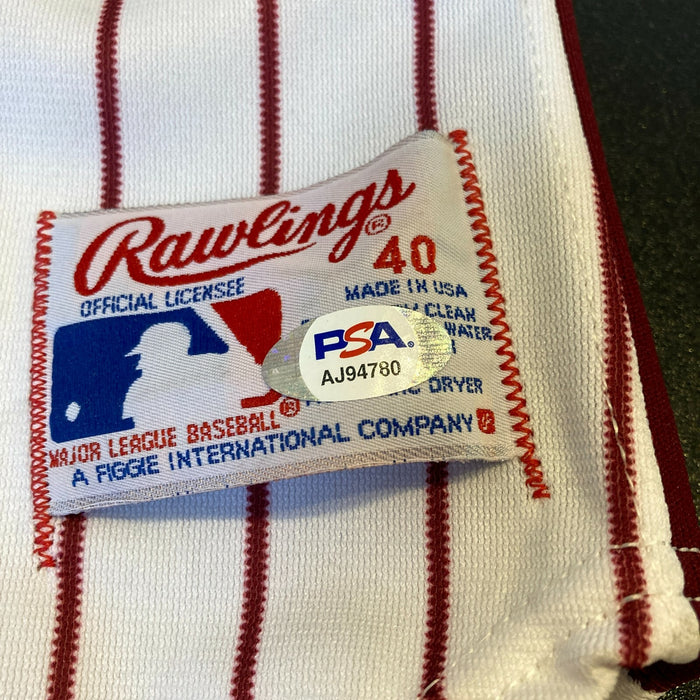 Rawlings®
40
OFFICIAL LICENSEE
MADE IN USA
CLEAN
WATER
DRYER
PSA
AJ94780
MAJOR LEAGUE BASEBALL®
A FIGGIE INTERNATIONAL COMPANY